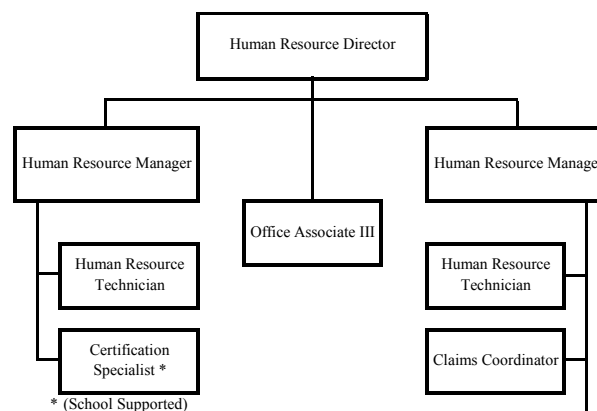 Human Resource Director
Human Resource Manager
Human Resource Manage
Office Associate III
Human Resource
Technician
Human Resource
Technician
Certification
Specialist *
Claims Coordinator
* (School Supported)